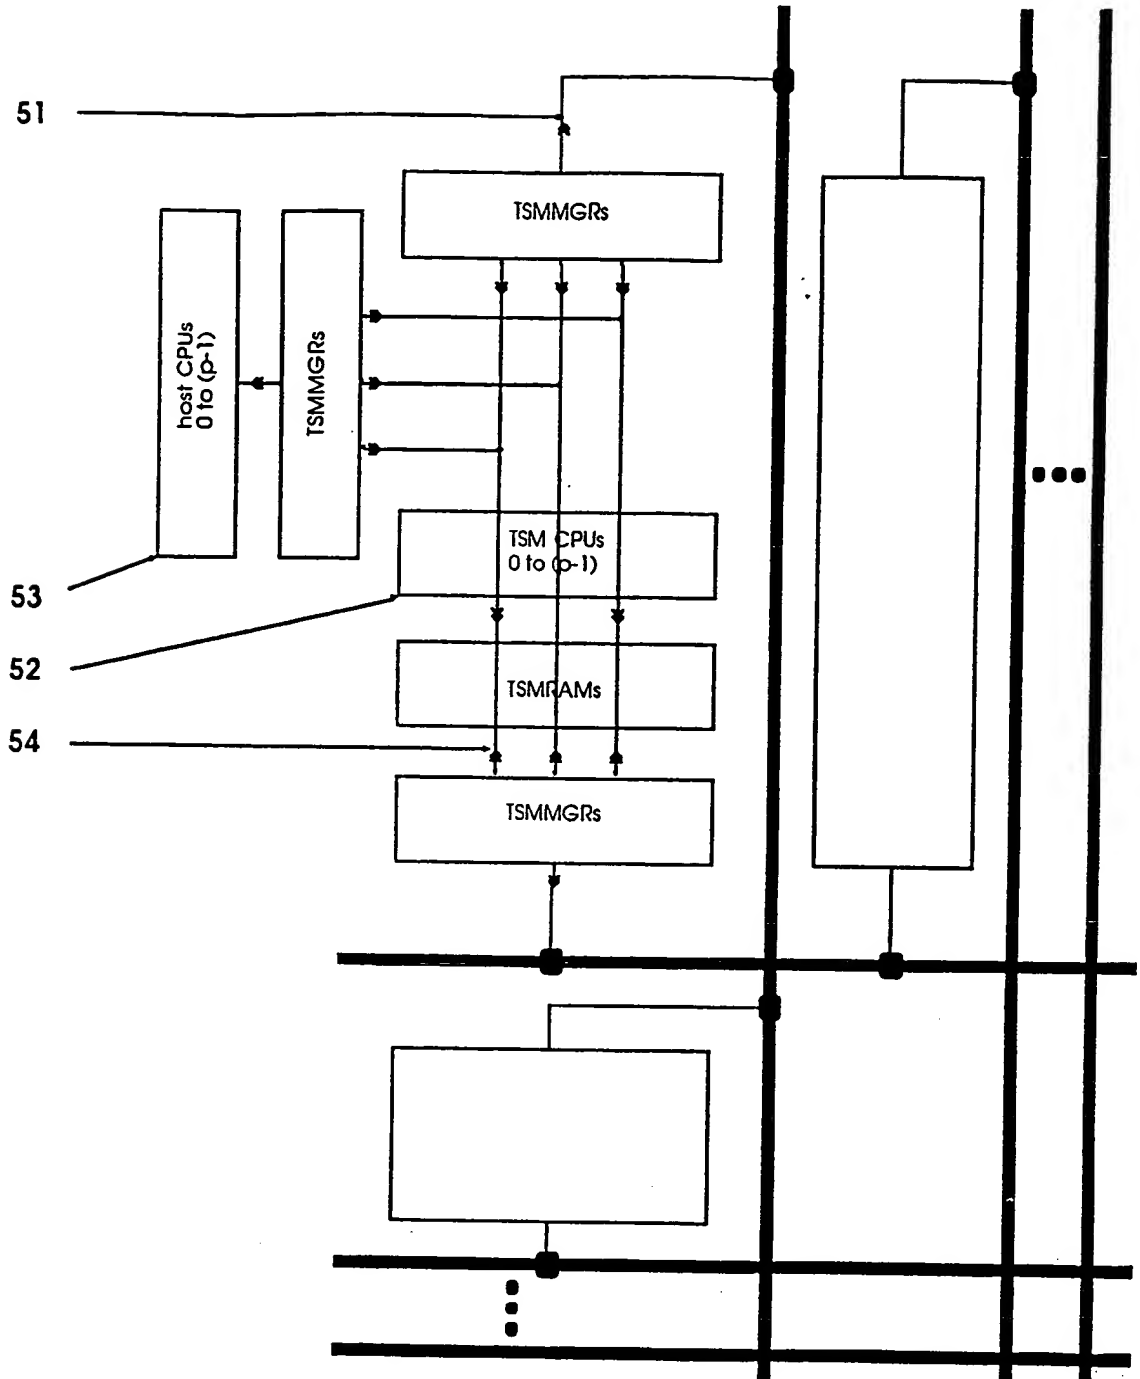 51
TSMMGRs
host CPUs
0 to (p-1)
TSMMGRs
TSM CPUs
0 to (p-1)
53
52
TSMRAMs
54
TSMMGRs